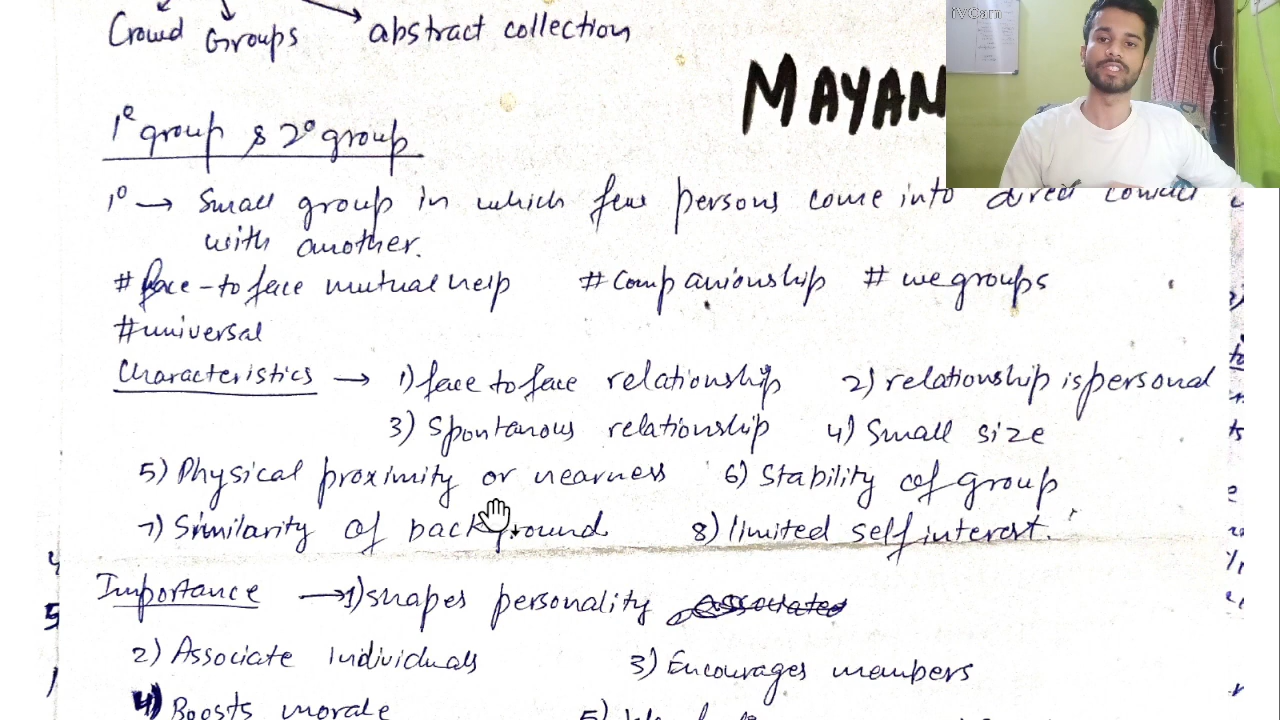 Crowd Groups abstract collection
MAYAN
ivCam
1° group & 2° group
1° → Small group in which few persons come into direct contact
with another.
# face-to face mutual help # companionship # we groups
# universal
Characteristics → 1) face to face relationship 2) relationship is personal
3) Spontanous relationship 4) Small size
5) Physical proximity or nearness 6) Stability of group
7) Similarity of background 8) limited self interest.
Importance → 1) shapes personality
2) Associate individuals 3) Encourages members
4) Boosts morale 5)